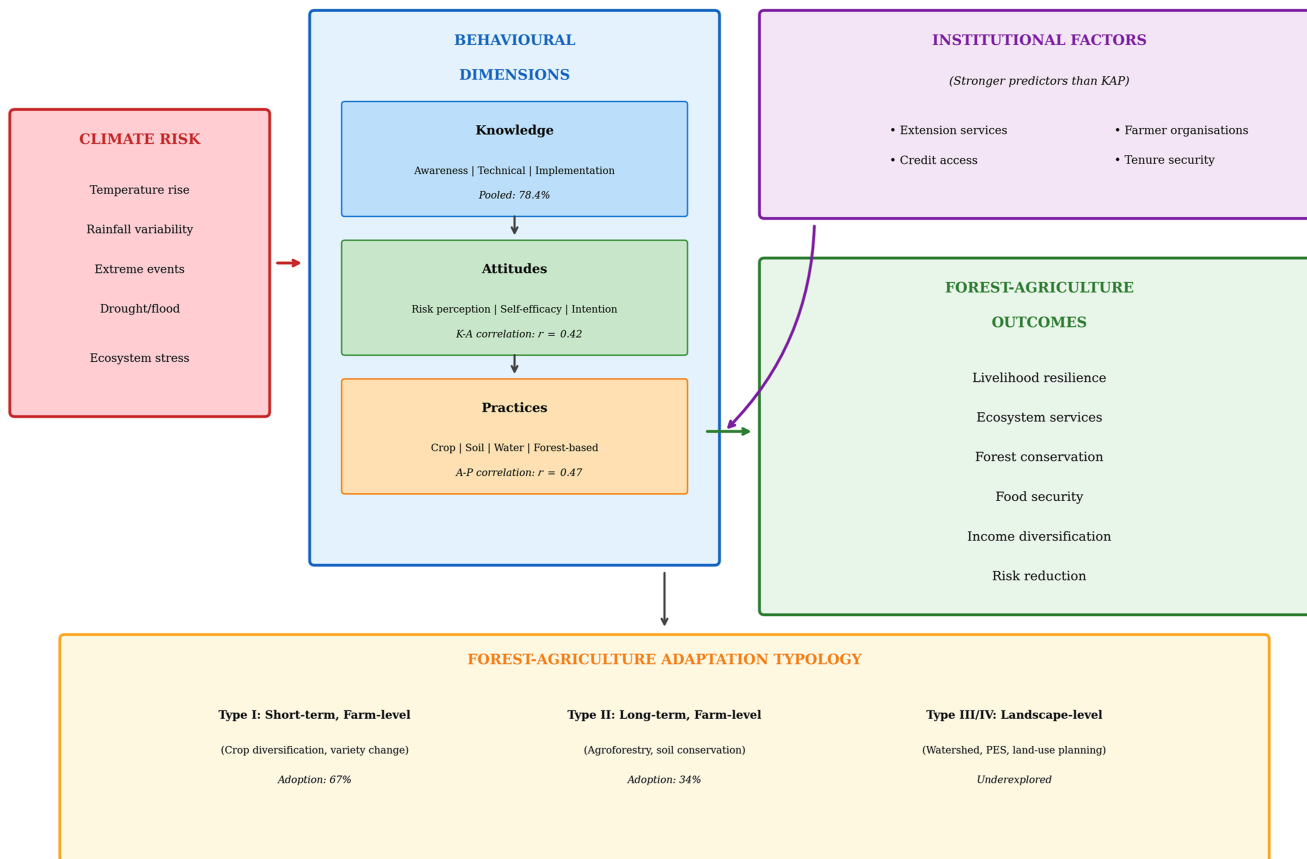 CLIMATE RISK
Temperature rise
Rainfall variability
Extreme events
Drought/flood
Ecosystem stress
BEHAVIOURAL
DIMENSIONS
Knowledge
Awareness | Technical | Implementation
Pooled: 78.4%
Attitudes
Risk perception | Self-efficacy | Intention
K-A correlation: r = 0.42
Practices
Crop | Soil | Water | Forest-based
A-P correlation: r = 0.47
INSTITUTIONAL FACTORS
(Stronger predictors than KAP)
• Extension services
• Credit access
• Farmer organisations
• Tenure security
FOREST-AGRICULTURE
OUTCOMES
Livelihood resilience
Ecosystem services
Forest conservation
Food security
Income diversification
Risk reduction
FOREST-AGRICULTURE ADAPTATION TYPOLOGY
Type I: Short-term, Farm-level
(Crop diversification, variety change)
Adoption: 67%
Type II: Long-term, Farm-level
(Agroforestry, soil conservation)
Adoption: 34%
Type III/IV: Landscape-level
(Watershed, PES, land-use planning)
Underexplored